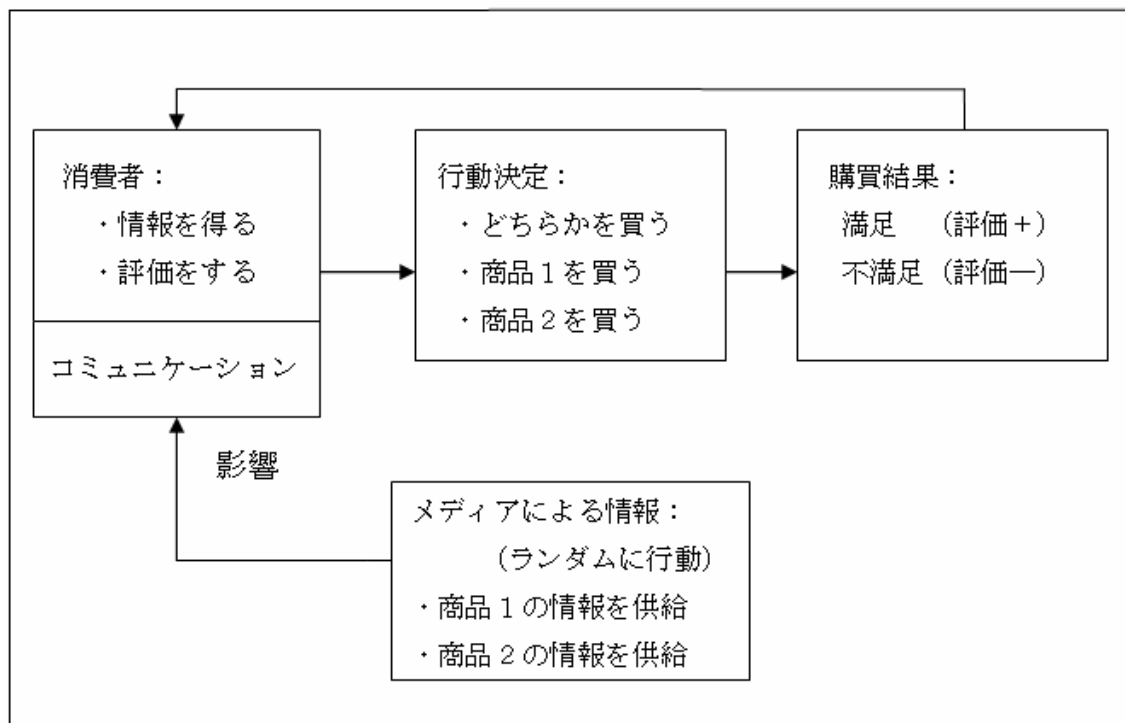 消費者：
・情報を得る
・評価をする
コミュニケーション
行動決定：
・どちらかを買う
・商品１を買う
・商品２を買う
購買結果：
満足　（評価＋）
不満足（評価―）
影響
メディアによる情報：
（ランダムに行動）
・商品１の情報を供給
・商品２の情報を供給